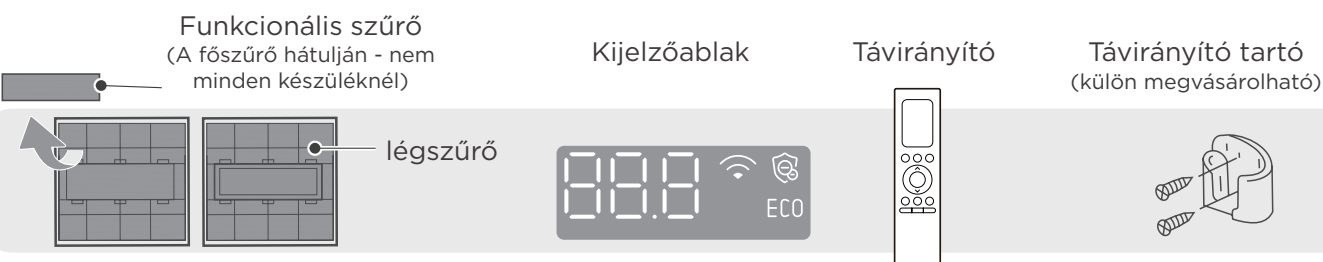 Funkcionális szűrő
(A főszűrő hátulján - nem
minden készüléknél)
légszűrő
Kijelzőablak
88.8
ECO
Távirányító
Távirányító tartó
(külön megvásárolható)